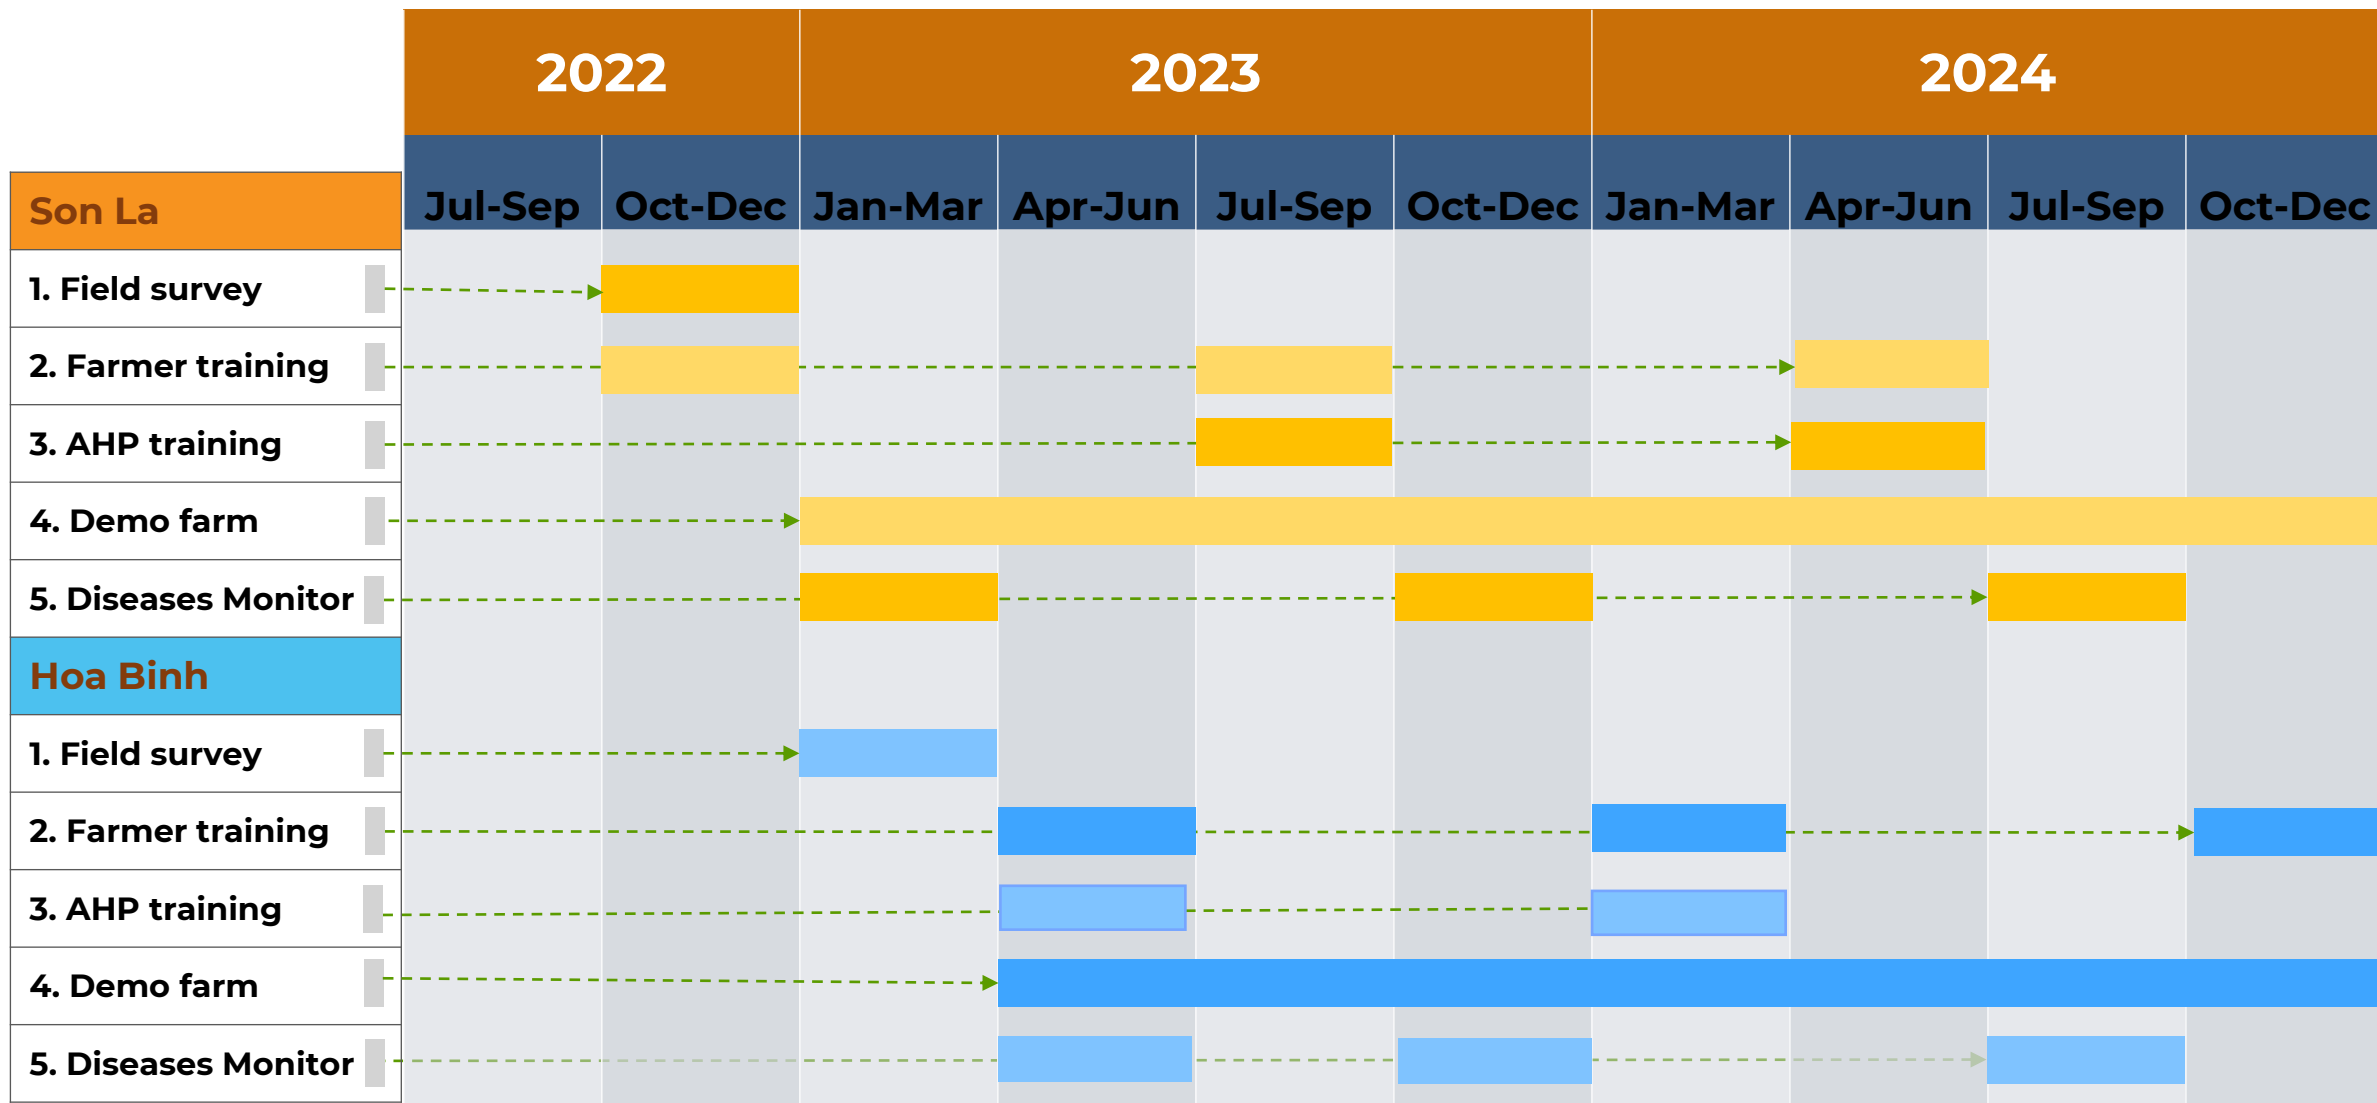 2022 2023 2024
Son La Jul-Sep Oct-Dec Jan-Mar Apr-Jun Jul-Sep Oct-Dec Jan-Mar Apr-Jun Jul-Sep Oct-Dec
1. Field survey
2. Farmer training
3. AHP training
4. Demo farm
5. Diseases Monitor
Hoa Binh
1. Field survey
2. Farmer training
3. AHP training
4. Demo farm
5. Diseases Monitor